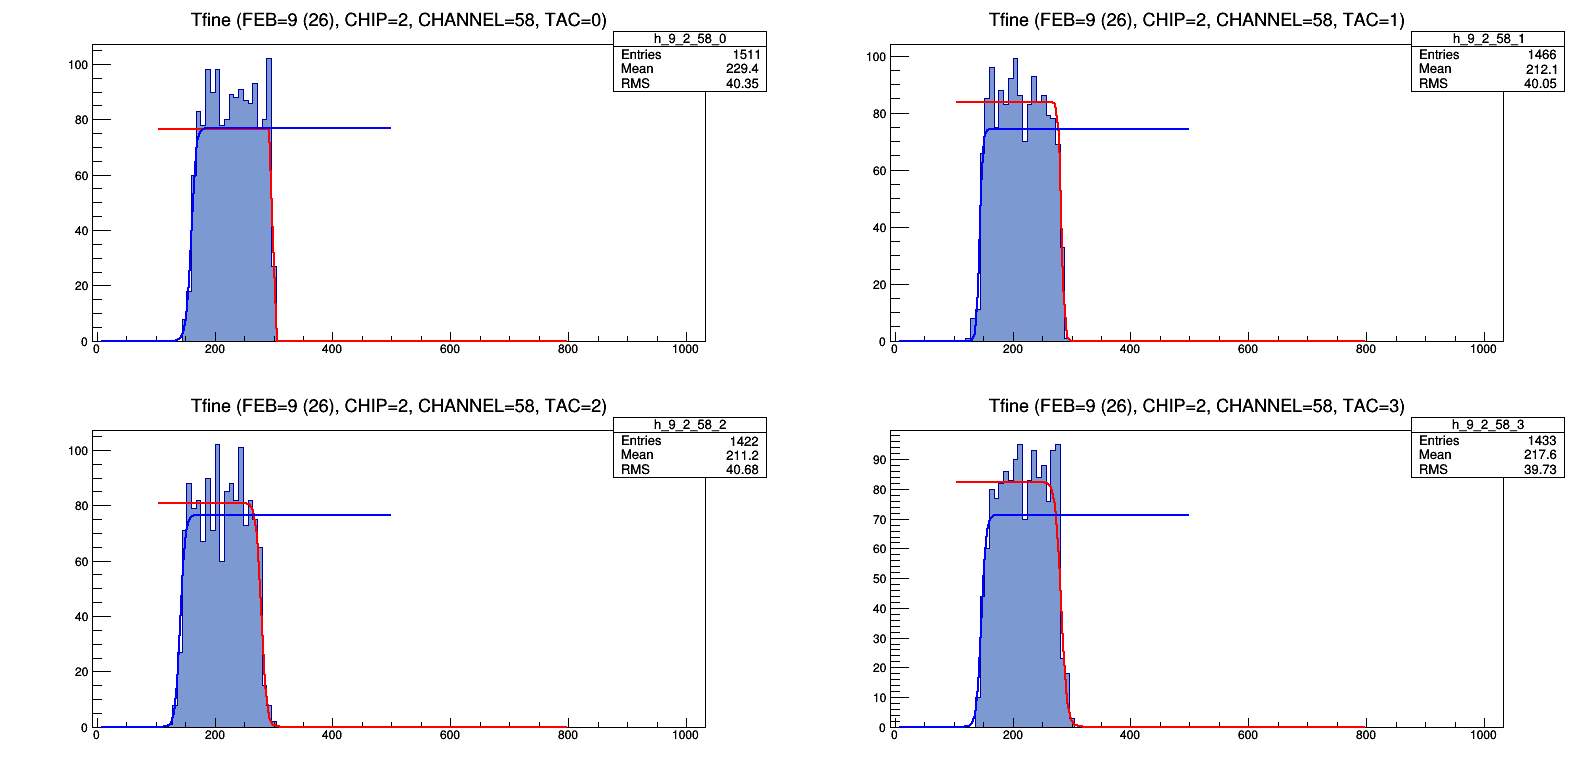 Tfine (FEB=9 (26), CHIP=2, CHANNEL=58, TAC=0)
h_9_2_58_0
Entries 1511
Mean 229.4
RMS 40.35
100
80
60
40
20
0
0 200 400 600 800 1000
Tfine (FEB=9 (26), CHIP=2, CHANNEL=58, TAC=1)
h_9_2_58_1
Entries 1466
Mean 212.1
RMS 40.05
100
80
60
40
20
0
0 200 400 600 800 1000
Tfine (FEB=9 (26), CHIP=2, CHANNEL=58, TAC=2)
h_9_2_58_2
Entries 1422
Mean 211.2
RMS 40.68
100
80
60
40
20
0
0 200 400 600 800 1000
Tfine (FEB=9 (26), CHIP=2, CHANNEL=58, TAC=3)
h_9_2_58_3
Entries 1433
Mean 217.6
RMS 39.73
90
80
70
60
50
40
30
20
10
0
0 200 400 600 800 1000